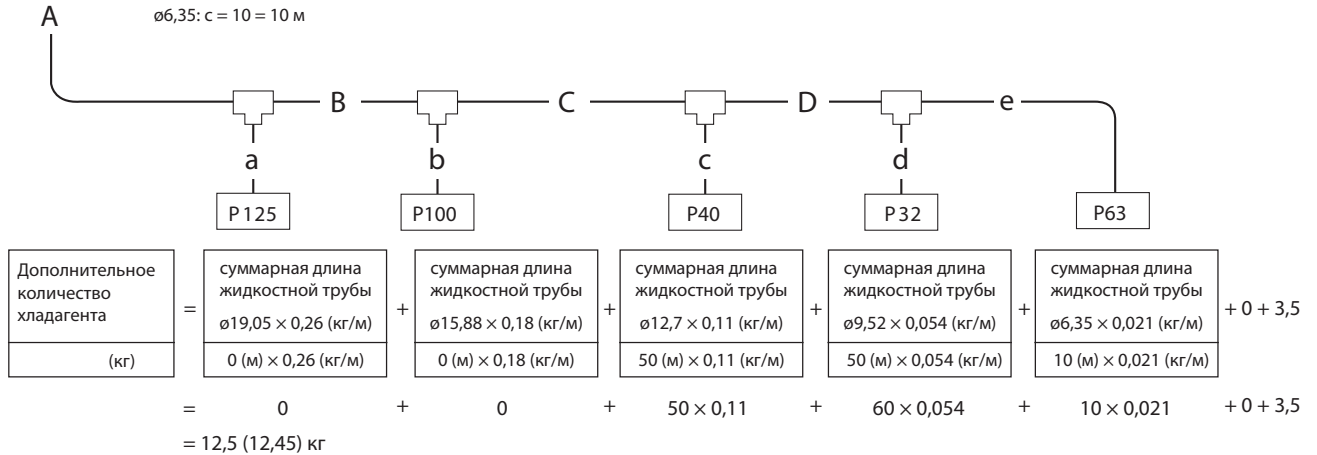 A
ø6,35: c = 10 = 10 м
B C D e
a b c d
P 125 P100 P40 P 32 P63
Дополнительное
количество
хладагента
(кг)
=
суммарная длина
жидкостной трубы
ø19,05 × 0,26 (кг/м)
0 (м) × 0,26 (кг/м)
+
суммарная длина
жидкостной трубы
ø15,88 × 0,18 (кг/м)
0 (м) × 0,18 (кг/м)
+
суммарная длина
жидкостной трубы
ø12,7 × 0,11 (кг/м)
50 (м) × 0,11 (кг/м)
+
суммарная длина
жидкостной трубы
ø9,52 × 0,054 (кг/м)
50 (м) × 0,054 (кг/м)
+
суммарная длина
жидкостной трубы
ø6,35 × 0,021 (кг/м)
10 (м) × 0,021 (кг/м)
+ 0 + 3,5
= 0 + 0 + 50 × 0,11 + 60 × 0,054 + 10 × 0,021 + 0 + 3,5
= 12,5 (12,45) кг